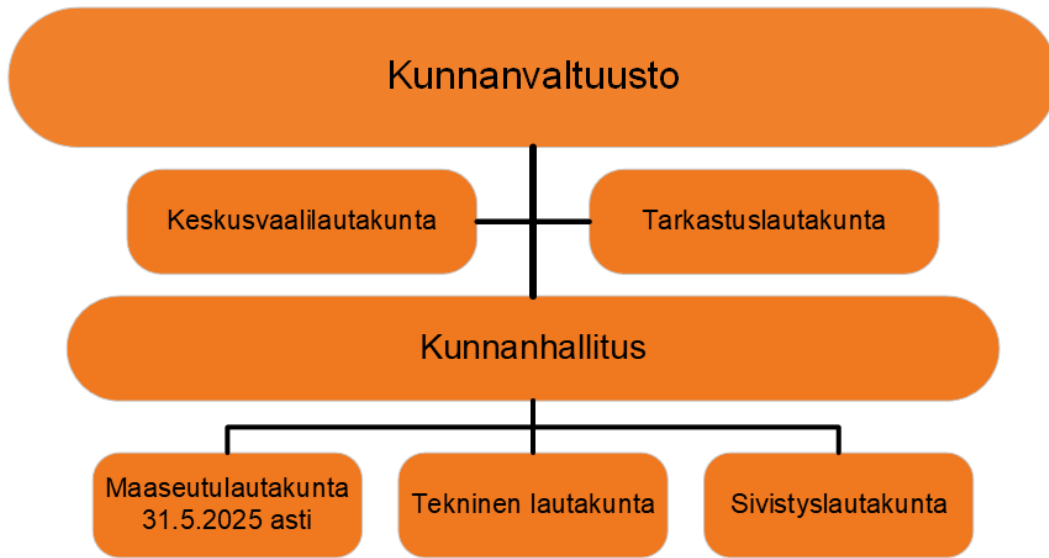 Kunnanvaltuusto
Keskusvaalilautakunta
Tarkastuslautakunta
Kunnanhallitus
Maaseutulautakunta
31.5.2025 asti
Tekninen lautakunta
Sivistyslautakunta